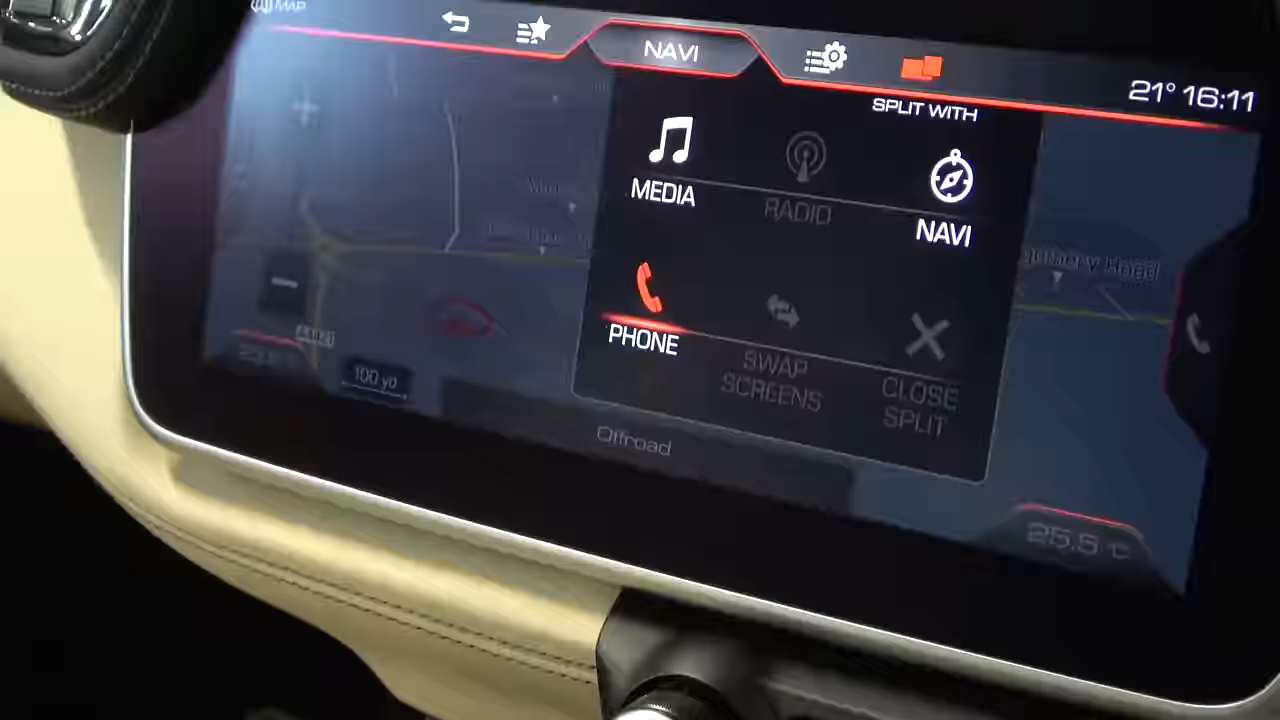 MAP
NAVI
21° 16:11
SPLIT WITH
MEDIA
RADIO
NAVI
PHONE
SWAP
SCREENS
CLOSE
SPLIT
100 yd
Offroad
25.5 °C